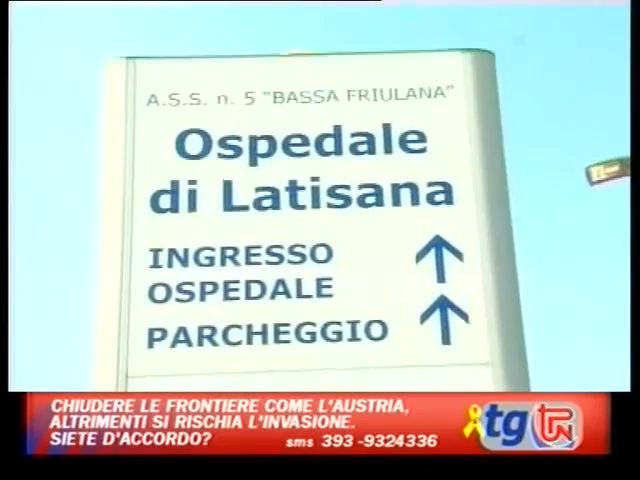 A.S.S. n. 5 "BASSA FRIULANA"
Ospedale
di Latisana
INGRESSO
OSPEDALE
PARCHEGGIO
CHIUDERE LE FRONTIERE COME L'AUSTRIA,
ALTRIMENTI SI RISCHIA L'INVASIONE.
SIETE D'ACCORDO? sms 393-9324336
tg TPN